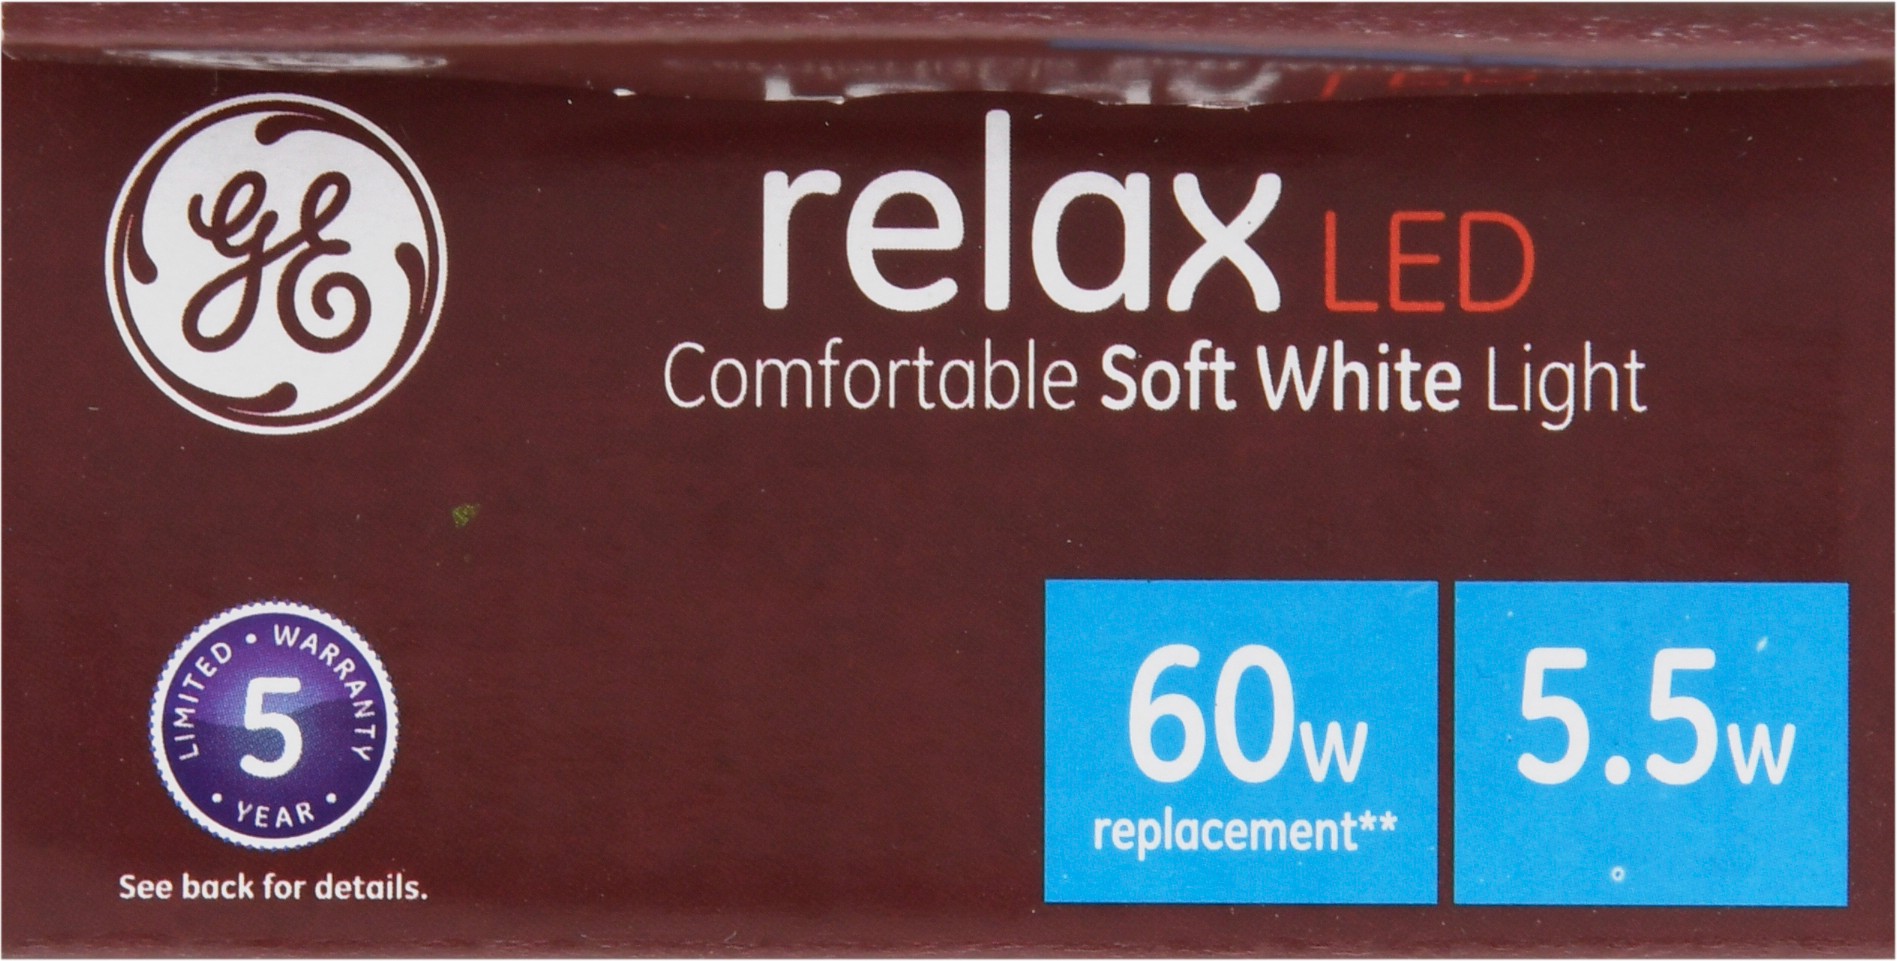 GE
relax LED
Comfortable Soft White Light
LIMITED • WARRANTY
5
• YEAR •
See back for details.
60w
replacement**
5.5w